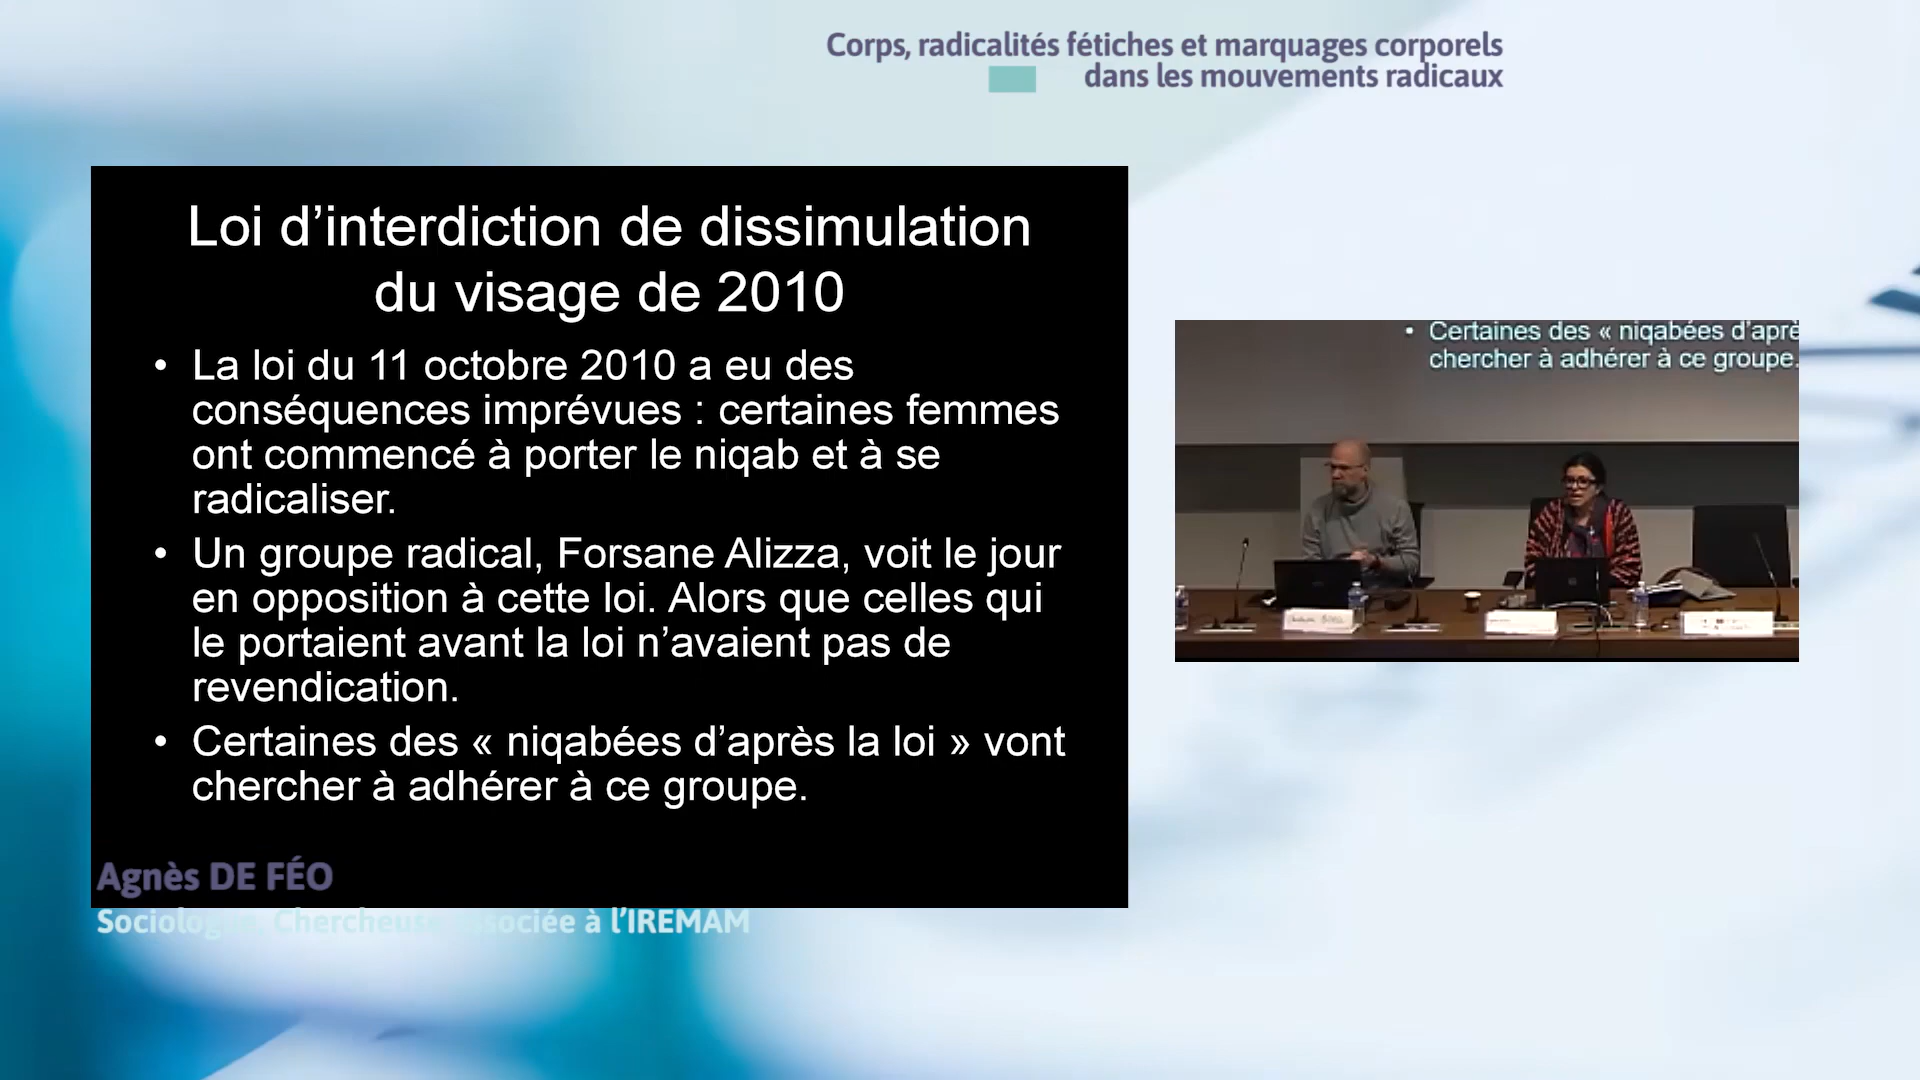 Corps, radicalités fétiches et marquages corporels
dans les mouvements radicaux
Loi d’interdiction de dissimulation
du visage de 2010
• La loi du 11 octobre 2010 a eu des
conséquences imprévues : certaines femmes
ont commencé à porter le niqab et à se
radicaliser.
• Un groupe radical, Forsane Alizza, voit le jour
en opposition à cette loi. Alors que celles qui
le portaient avant la loi n’avaient pas de
revendication.
• Certaines des « niqabées d’après la loi » vont
chercher à adhérer à ce groupe.
• Certaines des « niqabées d’aprè
chercher à adhérer à ce groupe.
Agnès DE FÉO
Sociologue, Chercheuse associée à l’IREMAM